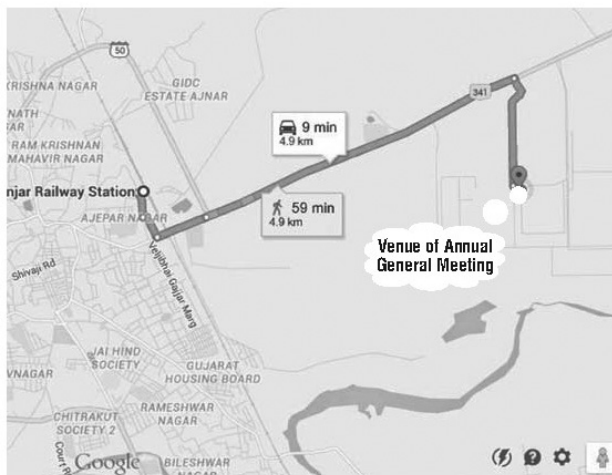 50
KRISHNA NAGAR
GIDC
ESTATE AJNAR
NATH
AR
RAM KRISHNAN
MAHAVIR NAGAR
341
9 min
4.9 km
njar Railway Station
59 min
4.9 km
AJEPAR NAGAR
Venue of Annual
General Meeting
Shivaji Rd
Veljibhai Gajjar Marg
JAI HIND
SOCIETY
VNAGAR
GUJARAT
HOUSING BOARD
RAMESHWAR
NAGAR
CHITRAKUT
SOCIETY 2
Court R
Google
BILESHWAR
NAGAR